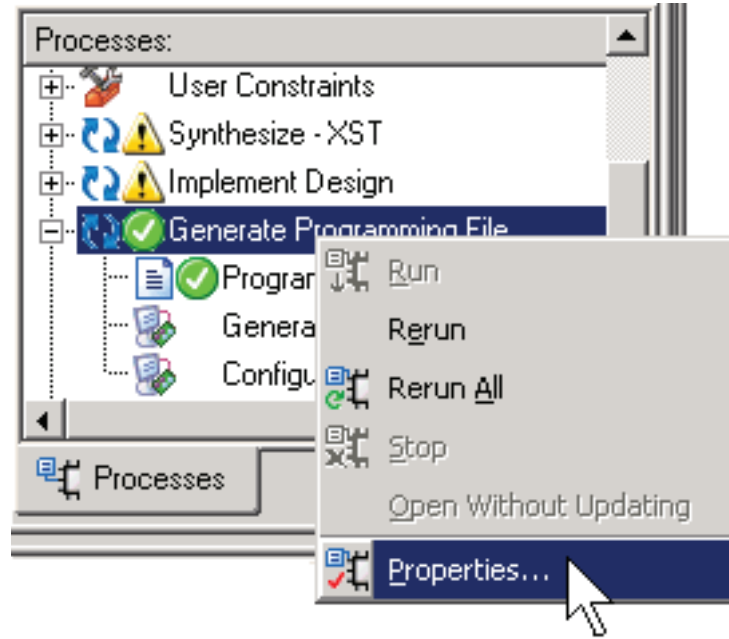 Processes:
User Constraints
Synthesize - XST
Implement Design
Generate Programming File
Program
Genera
Configu
Processes
Run
Rerun
Rerun All
Stop
Open Without Updating
Properties...